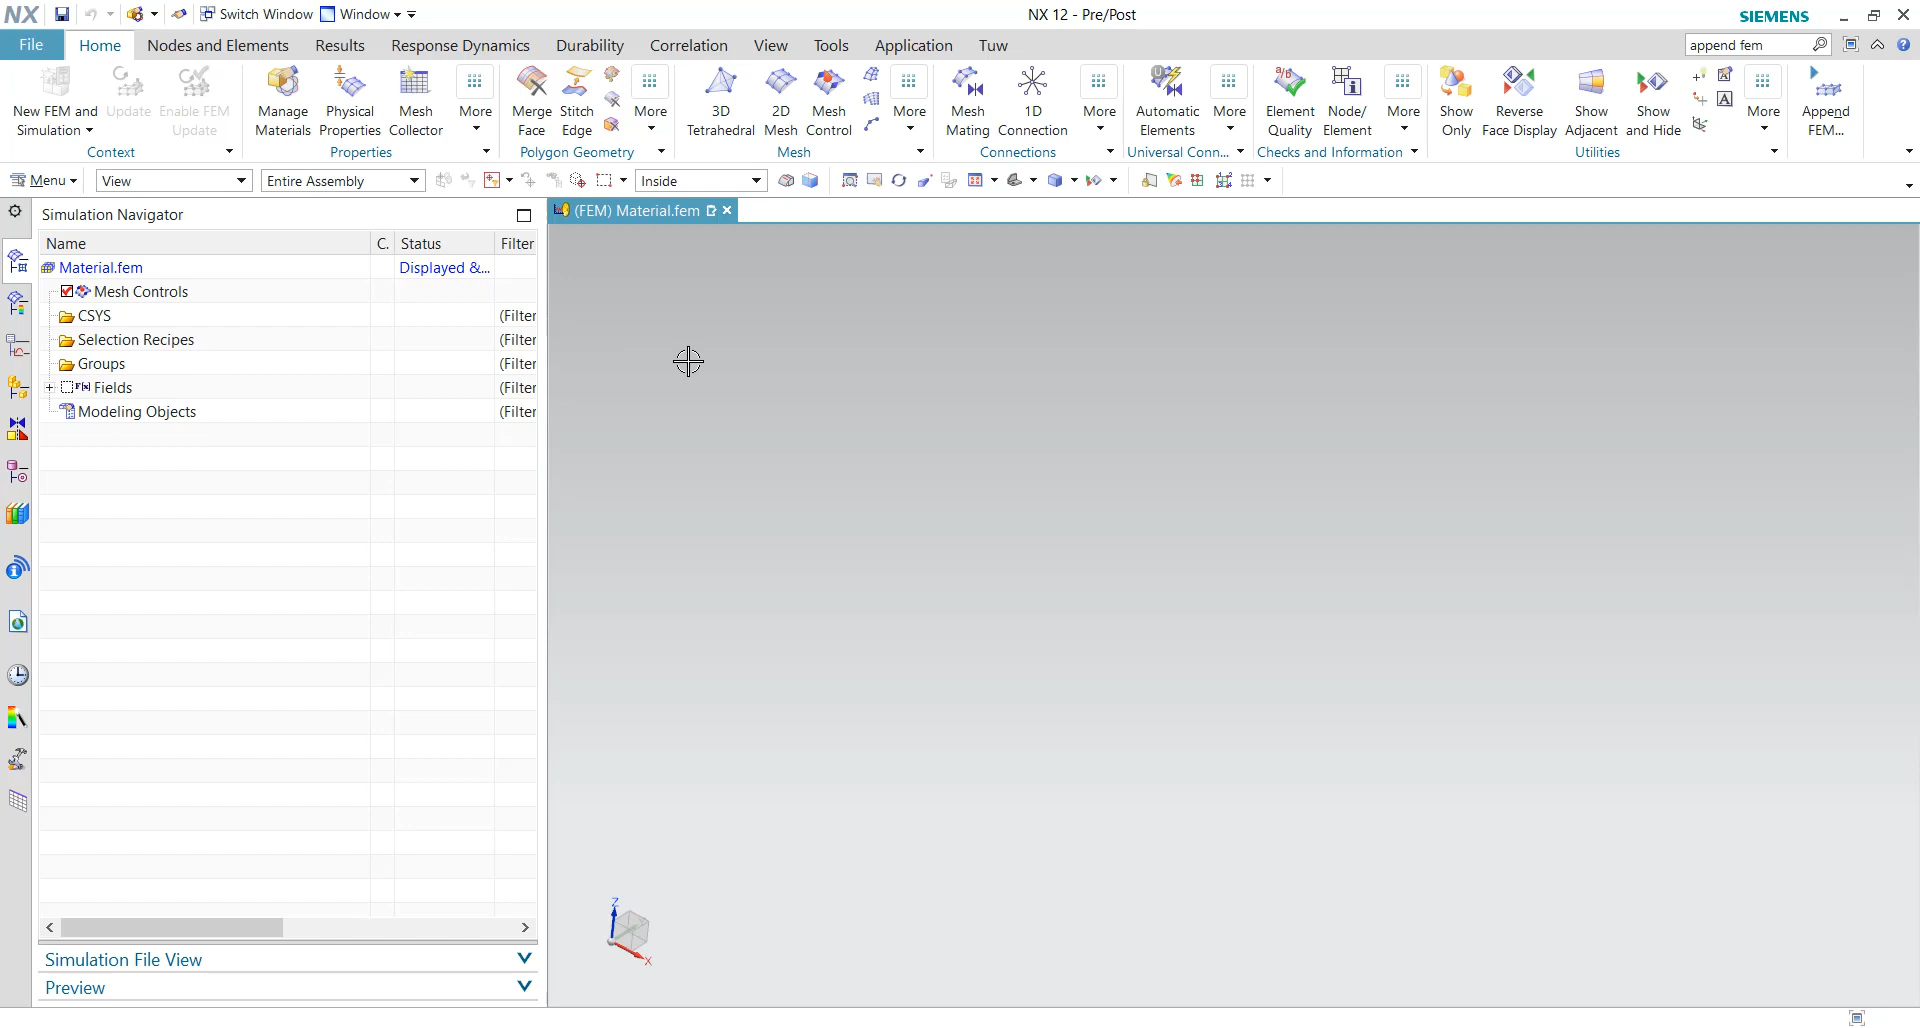 NX Switch Window Window NX 12 - Pre/Post SIEMENS
File Home Nodes and Elements Results Response Dynamics Durability Correlation View Tools Application Tuw append fem
New FEM and Simulation Update Enable FEM Update Manage Materials Physical Properties Mesh Collector More Merge Face Stitch Edge More 3D Tetrahedral 2D Mesh Mesh Control More Mesh Mating 1D Connection More Automatic Elements More Element Quality Node/ Element More Show Only Reverse Face Display Show Adjacent Show and Hide More Append FEM...
Context Properties Polygon Geometry Mesh Connections Universal Conn... Checks and Information Utilities
Menu View Entire Assembly Inside
Simulation Navigator (FEM) Material.fem
Name C. Status Filter
Material.fem Displayed &...
Mesh Controls
CSYS (Filter
Selection Recipes (Filter
Groups (Filter
Fields (Filter
Modeling Objects (Filter
Z
X
Simulation File View
Preview